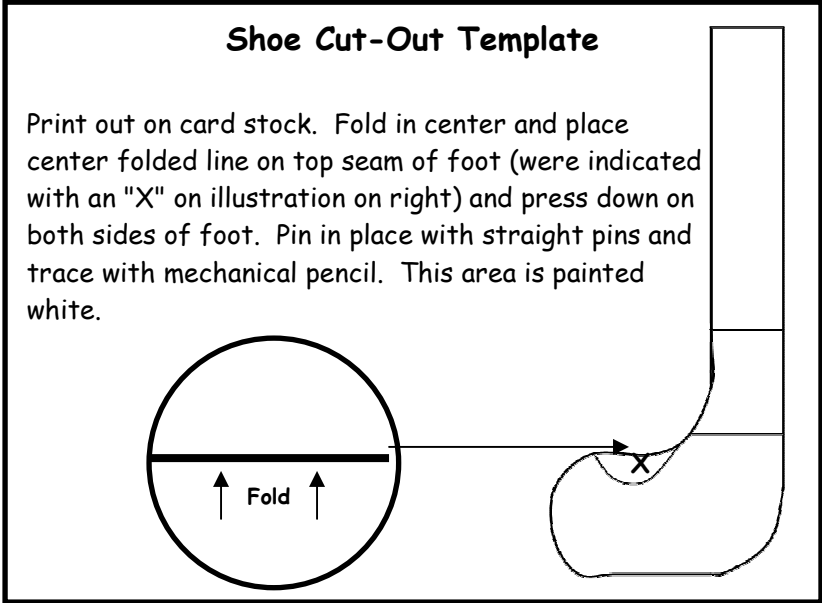 Shoe Cut-Out Template
Print out on card stock.  Fold in center and place
center folded line on top seam of foot (were indicated
with an "X" on illustration on right) and press down on
both sides of foot.  Pin in place with straight pins and
trace with mechanical pencil.  This area is painted
white.
X
Fold